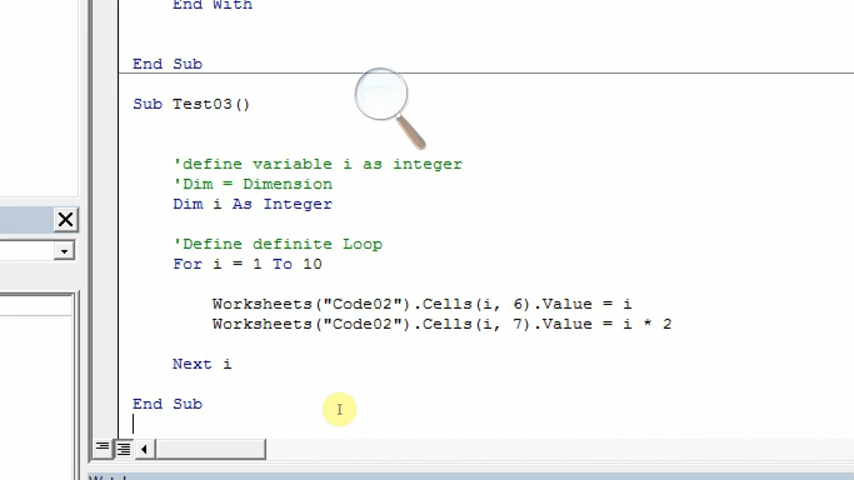 End With
End Sub
Sub Test03()
'define variable i as integer
'Dim = Dimension
Dim i As Integer
'Define definite Loop
For i = 1 To 10
Worksheets("Code02").Cells(i, 6).Value = i
Worksheets("Code02").Cells(i, 7).Value = i * 2
Next i
End Sub